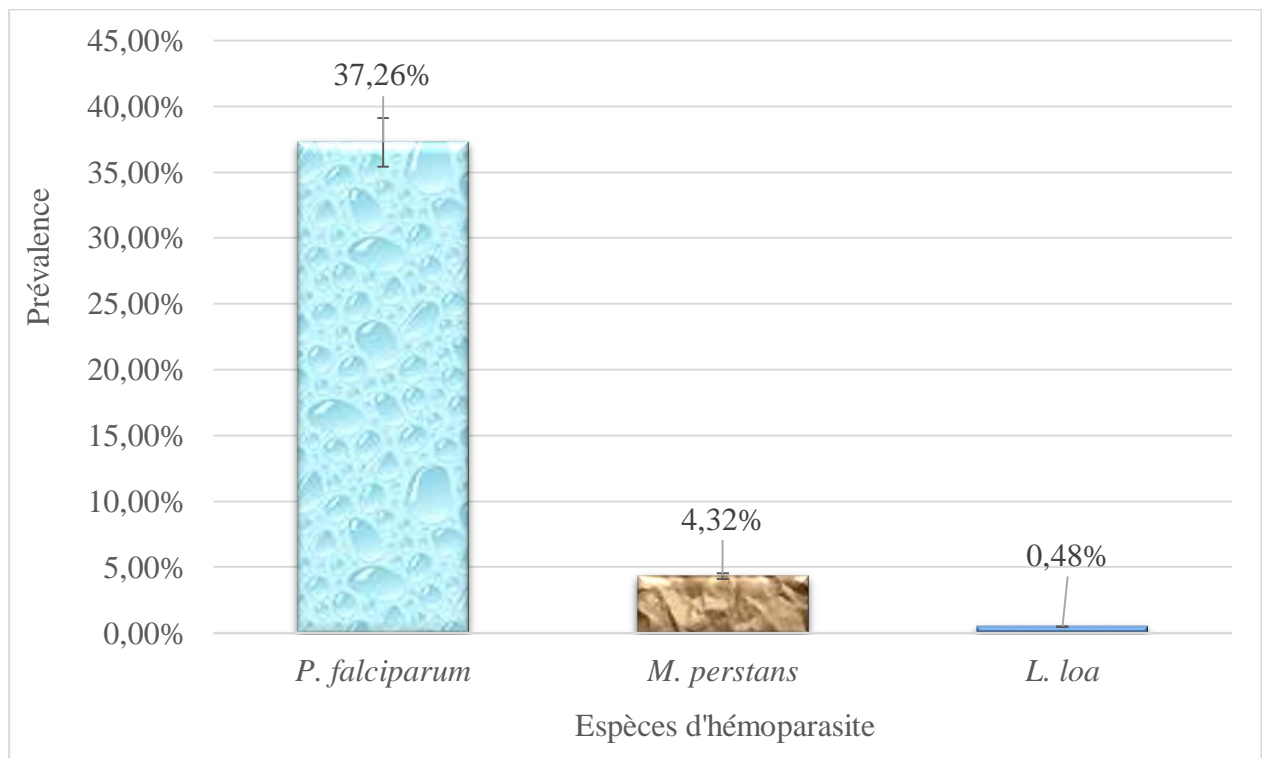 45,00%
40,00%
35,00%
30,00%
25,00%
20,00%
15,00%
10,00%
5,00%
0,00%
Prévalence
37,26%
4,32%
0,48%
P. falciparum
M. perstans
L. loa
Espèces d'hémoparasite